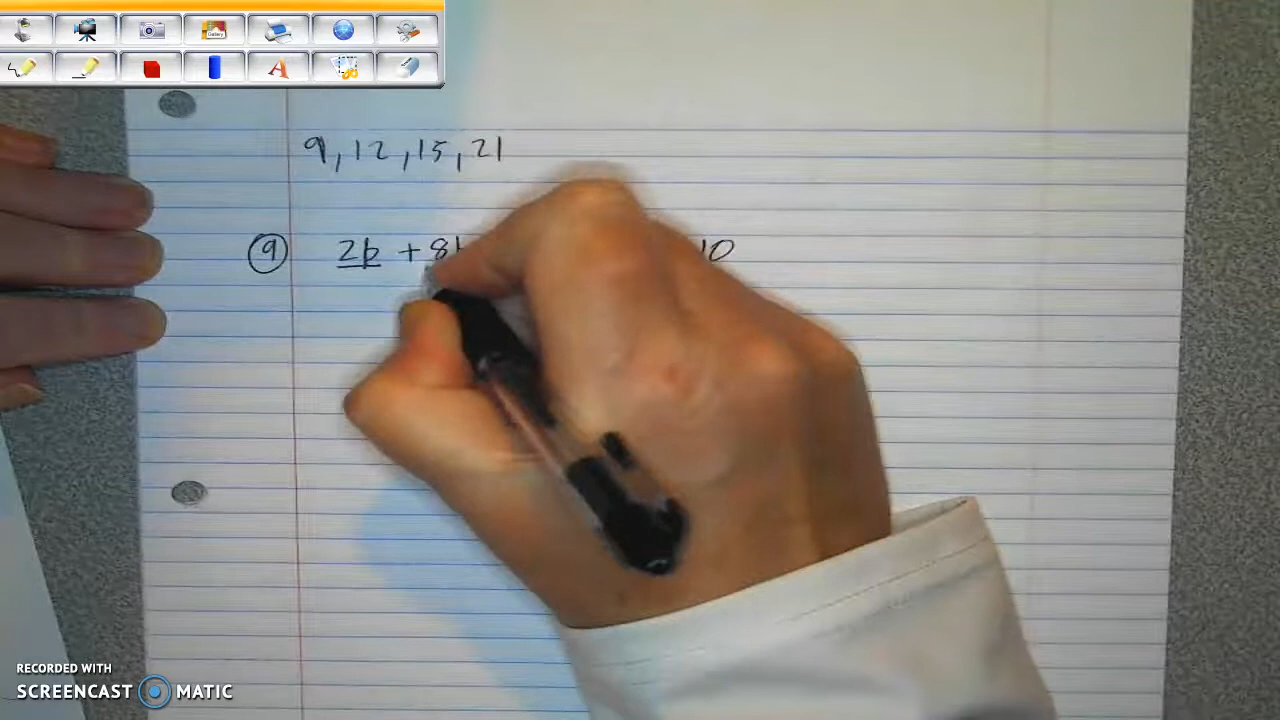 9, 12, 15, 21
9 2b + 8 10
RECORDED WITH
SCREENCAST MATIC